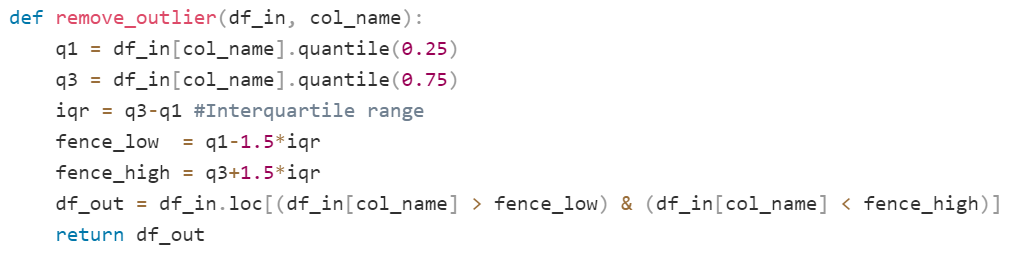 def remove_outlier(df_in, col_name):
    q1 = df_in[col_name].quantile(0.25)
    q3 = df_in[col_name].quantile(0.75)
    iqr = q3-q1 #Interquartile range
    fence_low  = q1-1.5*iqr
    fence_high = q3+1.5*iqr
    df_out = df_in.loc[(df_in[col_name] > fence_low) & (df_in[col_name] < fence_high)]
    return df_out